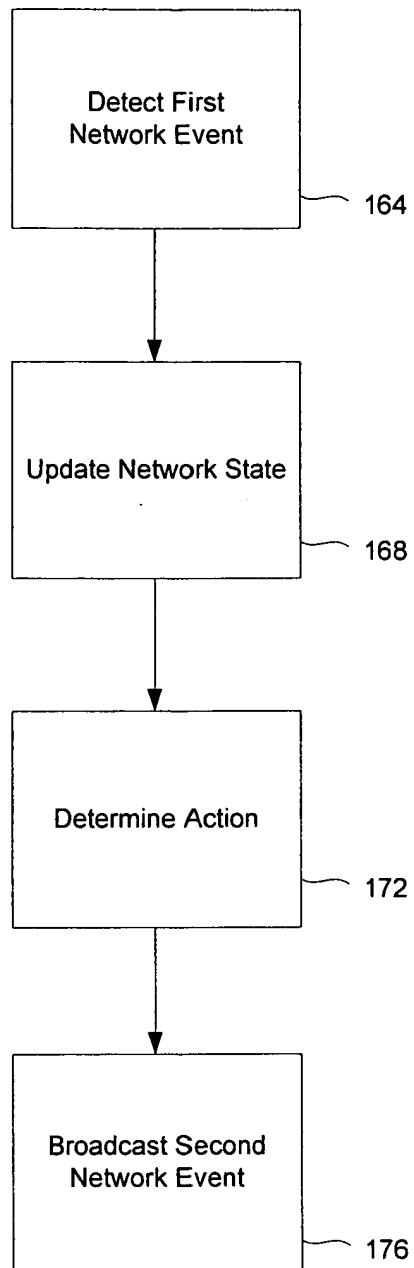 Detect First
Network Event
164
Update Network State
168
Determine Action
172
Broadcast Second
Network Event
176